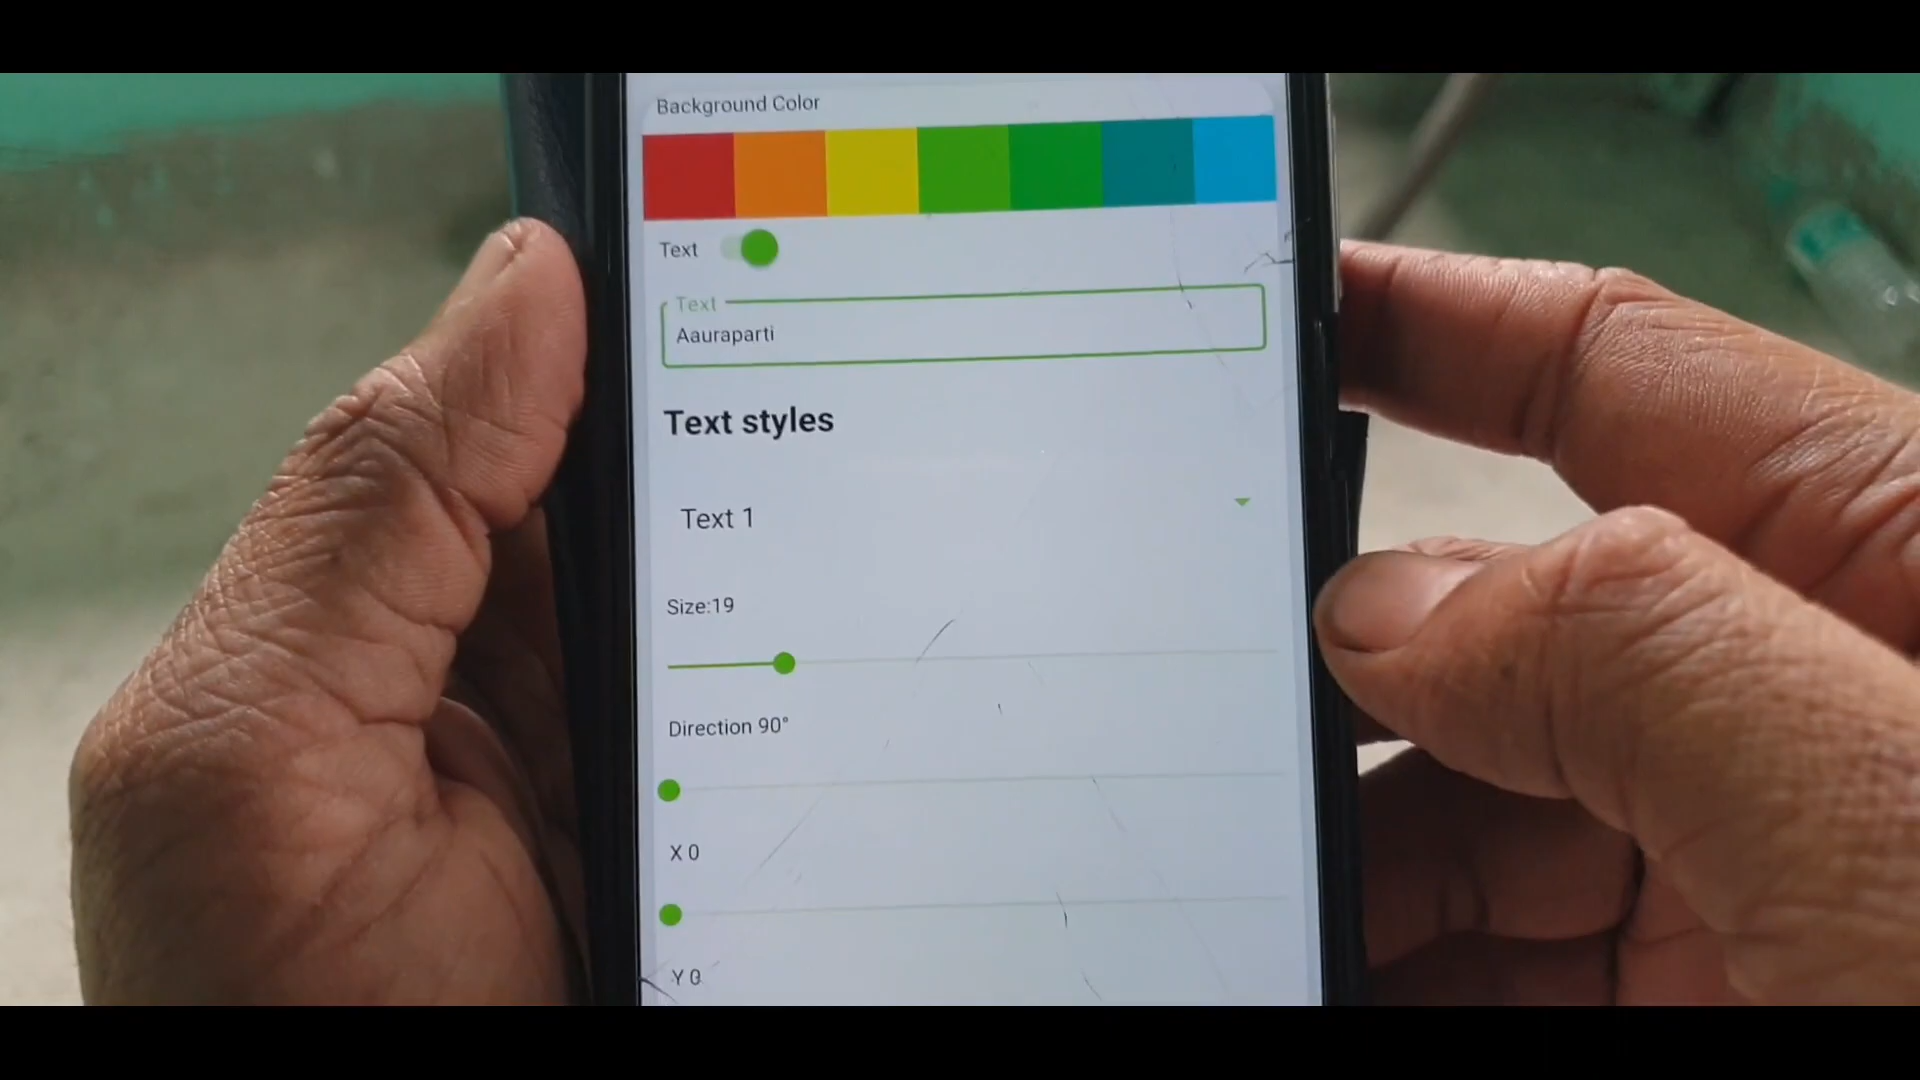 Background Color
Text
Text
Aauraparti
Text styles
Text 1
Size:19
Direction 90°
X 0
Y 0